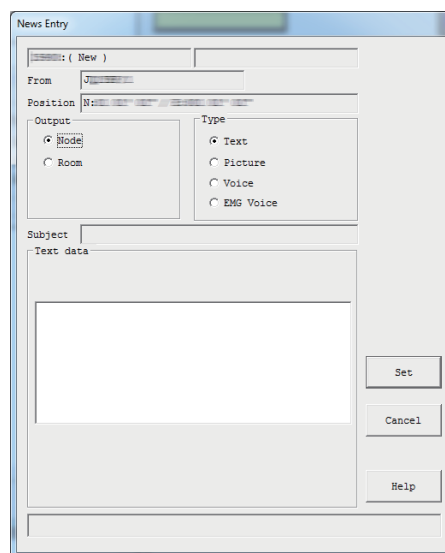 News Entry
:( New )
From J
Position N:
Output
Type
Node
Text
Room
Picture
Voice
EMG Voice
Subject
Text data
Set
Cancel
Help